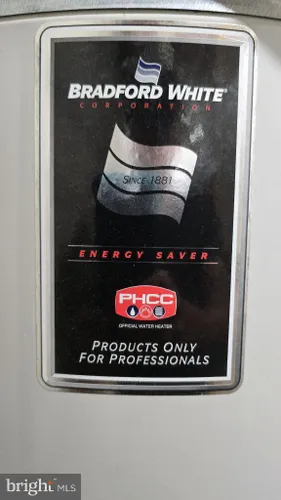 BRADFORD WHITE®
CORPORATION
SINCE 1881
ENERGY SAVER
PHCC
OFFICIAL WATER HEATER
PRODUCTS ONLY
FOR PROFESSIONALS
bright MLS